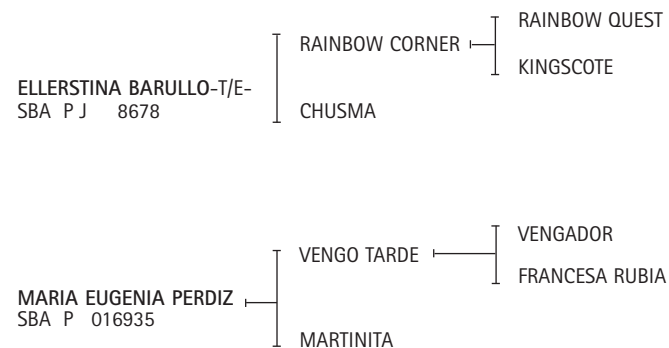 RAINBOW QUEST
RAINBOW CORNER
KINGSCOTE
ELLERSTINA BARULLO-T/E-
SBA P J 8678
CHUSMA
VENGADOR
VENGO TARDE
FRANCESA RUBIA
MARIA EUGENIA PERDIZ
SBA P 016935
MARTINITA